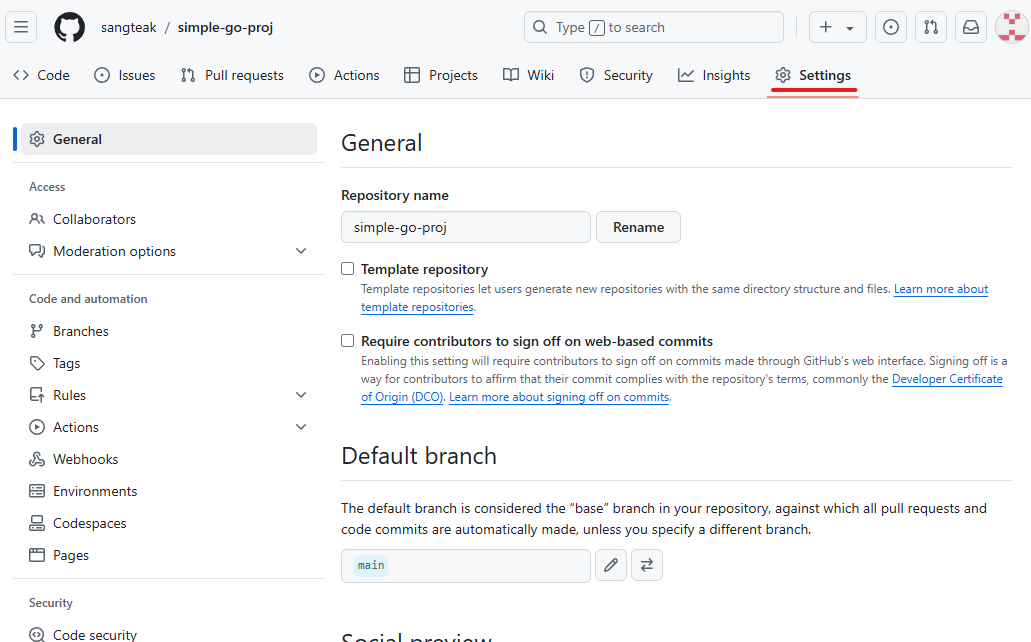 sangteak / simple-go-proj
Type / to search
Code
Issues
Pull requests
Actions
Projects
Wiki
Security
Insights
Settings
General
Access
Collaborators
Moderation options
Code and automation
Branches
Tags
Rules
Actions
Webhooks
Environments
Codespaces
Pages
Security
Code security
General
Repository name
simple-go-proj
Rename
Template repository
Template repositories let users generate new repositories with the same directory structure and files. Learn more about
template repositories.
Require contributors to sign off on web-based commits
Enabling this setting will require contributors to sign off on commits made through GitHub's web interface. Signing off is a
way for contributors to affirm that their commit complies with the repository's terms, commonly the Developer Certificate
of Origin (DCO). Learn more about signing off on commits.
Default branch
The default branch is considered the “base” branch in your repository, against which all pull requests and
code commits are automatically made, unless you specify a different branch.
main
Social preview